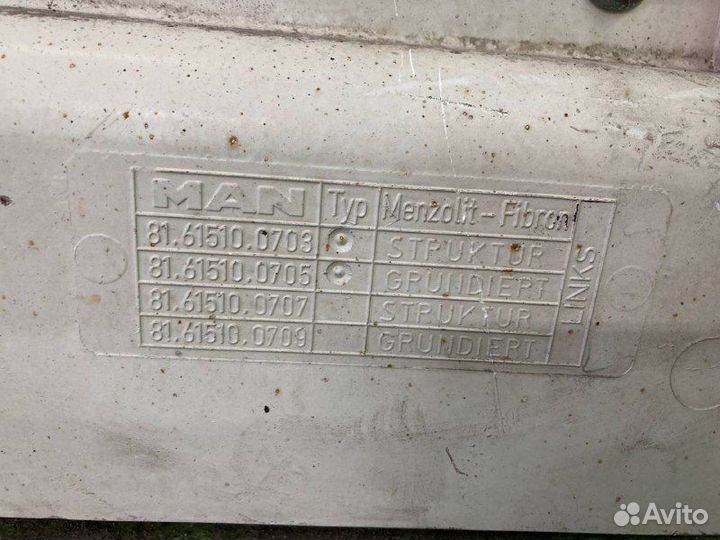 MAN Typ Menzolit-Fibron
81.61510.0703 STRUKTUR
81.61510.0705 GRUNDIERT
81.61510.0707 STRUKTUR
81.61510.0709 GRUNDIERT
LINKS
Avito